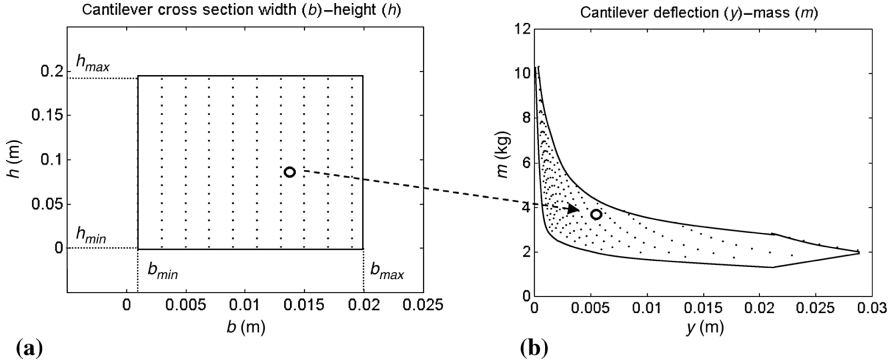 Cantilever cross section width (b)–height (h)
h (m)
0.2
0.15
0.1
0.05
0
h_max
h_min
b_min
b_max
0
0.005
0.01
0.015
0.02
0.025
b (m)
(a)
Cantilever deflection (y)–mass (m)
m (kg)
12
10
8
6
4
2
0
0
0.005
0.01
0.015
0.02
0.025
0.03
y (m)
(b)